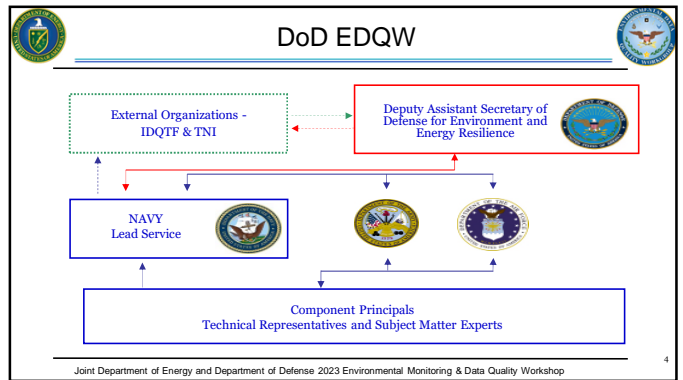 DoD EDQW
External Organizations -
IDQTF & TNI
Deputy Assistant Secretary of
Defense for Environment and
Energy Resilience
NAVY
Lead Service
Component Principals
Technical Representatives and Subject Matter Experts
4
Joint Department of Energy and Department of Defense 2023 Environmental Monitoring & Data Quality Workshop